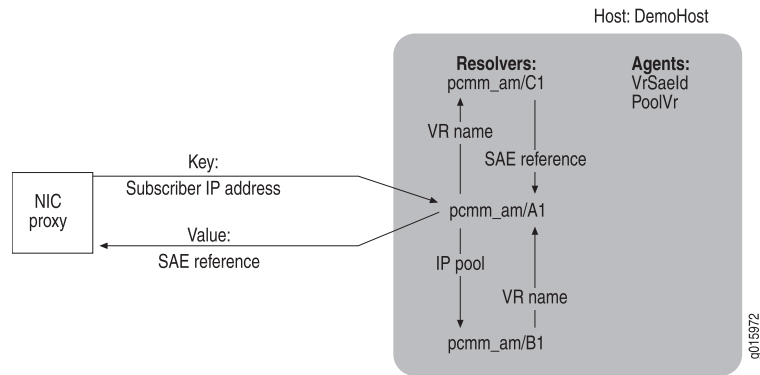 Host: DemoHost
Resolvers:
pcmm_am/C1
Agents:
VrSaeId
PoolVr
VR name
SAE reference
Key:
Subscriber IP address
NIC
proxy
pcmm_am/A1
Value:
SAE reference
IP pool
VR name
pcmm_am/B1
g015972